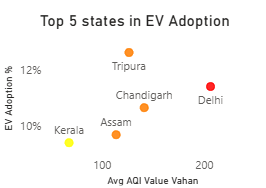 Top 5 states in EV Adoption
EV Adoption %
12%
10%
Tripura
Chandigarh
Delhi
Assam
Kerala
100
200
Avg AQI Value Vahan